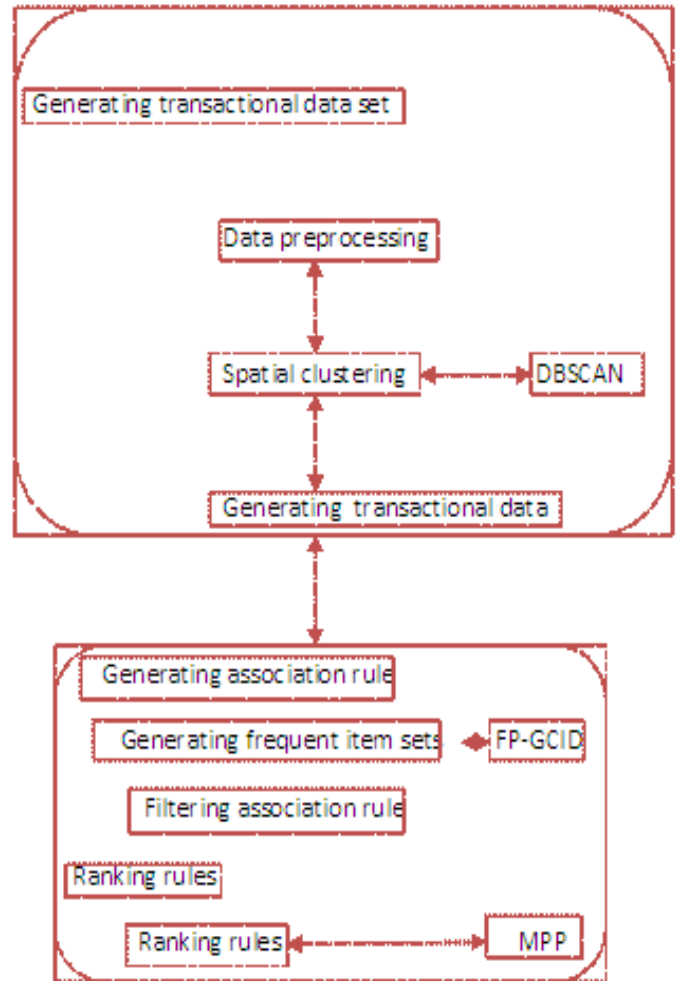 Generating transactional data set
Data preprocessing
Spatial clustering DBSCAN
Generating transactional data
Generating association rule
Generating frequent item sets FP-GCID
Filtering association rule
Ranking rules
Ranking rules MPP